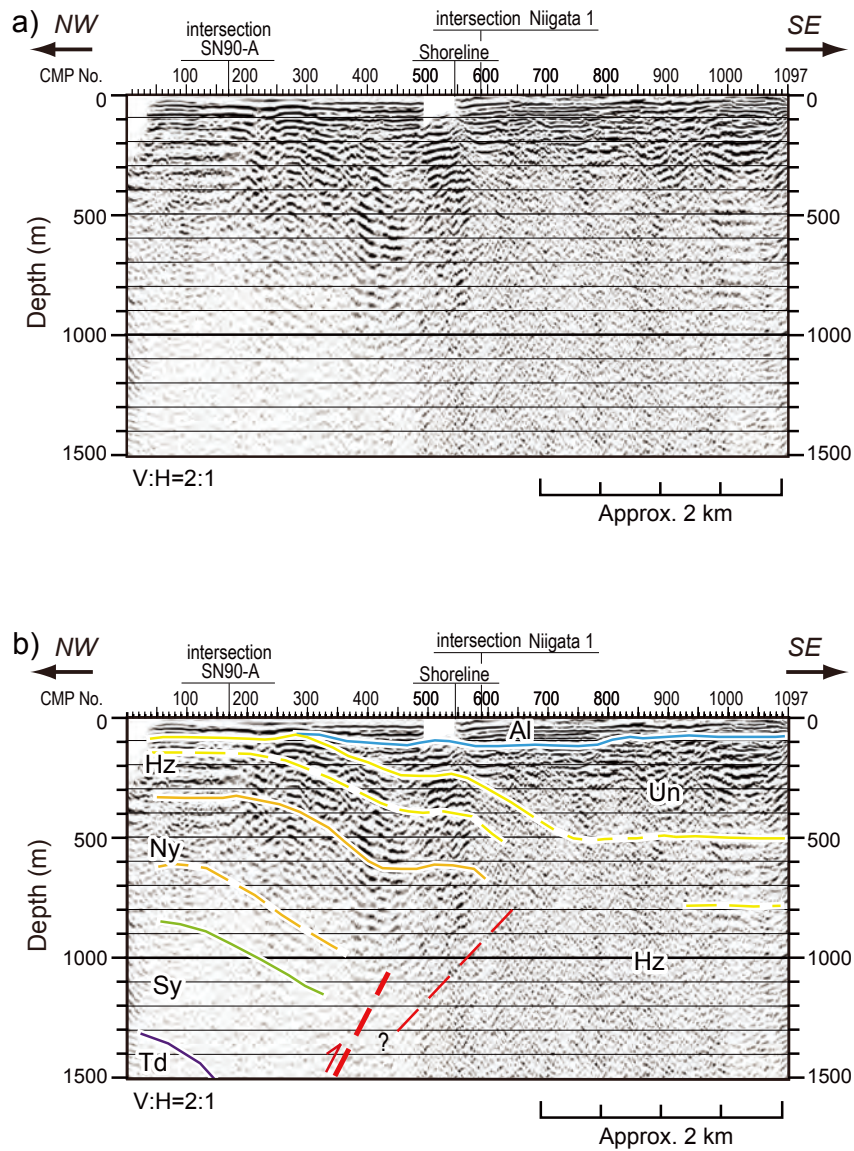 a)
NW
intersection
SN90-A
intersection Niigata 1
Shoreline
SE
CMP No. 100 200 300 400 500 600 700 800 900 1000 1097
0 0
500 500
1000 1000
1500 1500
Depth (m)
V:H=2:1
Approx. 2 km
b)
NW
intersection
SN90-A
intersection Niigata 1
Shoreline
SE
CMP No. 100 200 300 400 500 600 700 800 900 1000 1097
0 Al 0
Hz Un
500 500
Ny
1000 Hz 1000
Sy
?
Td
1500 1500
Depth (m)
V:H=2:1
Approx. 2 km